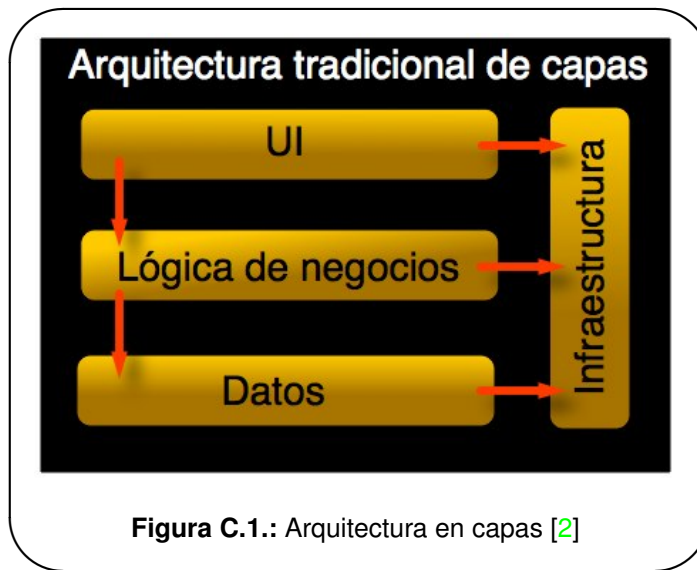 Arquitectura tradicional de capas
UI
Lógica de negocios
Datos
Infraestructura
Figura C.1.: Arquitectura en capas [2]